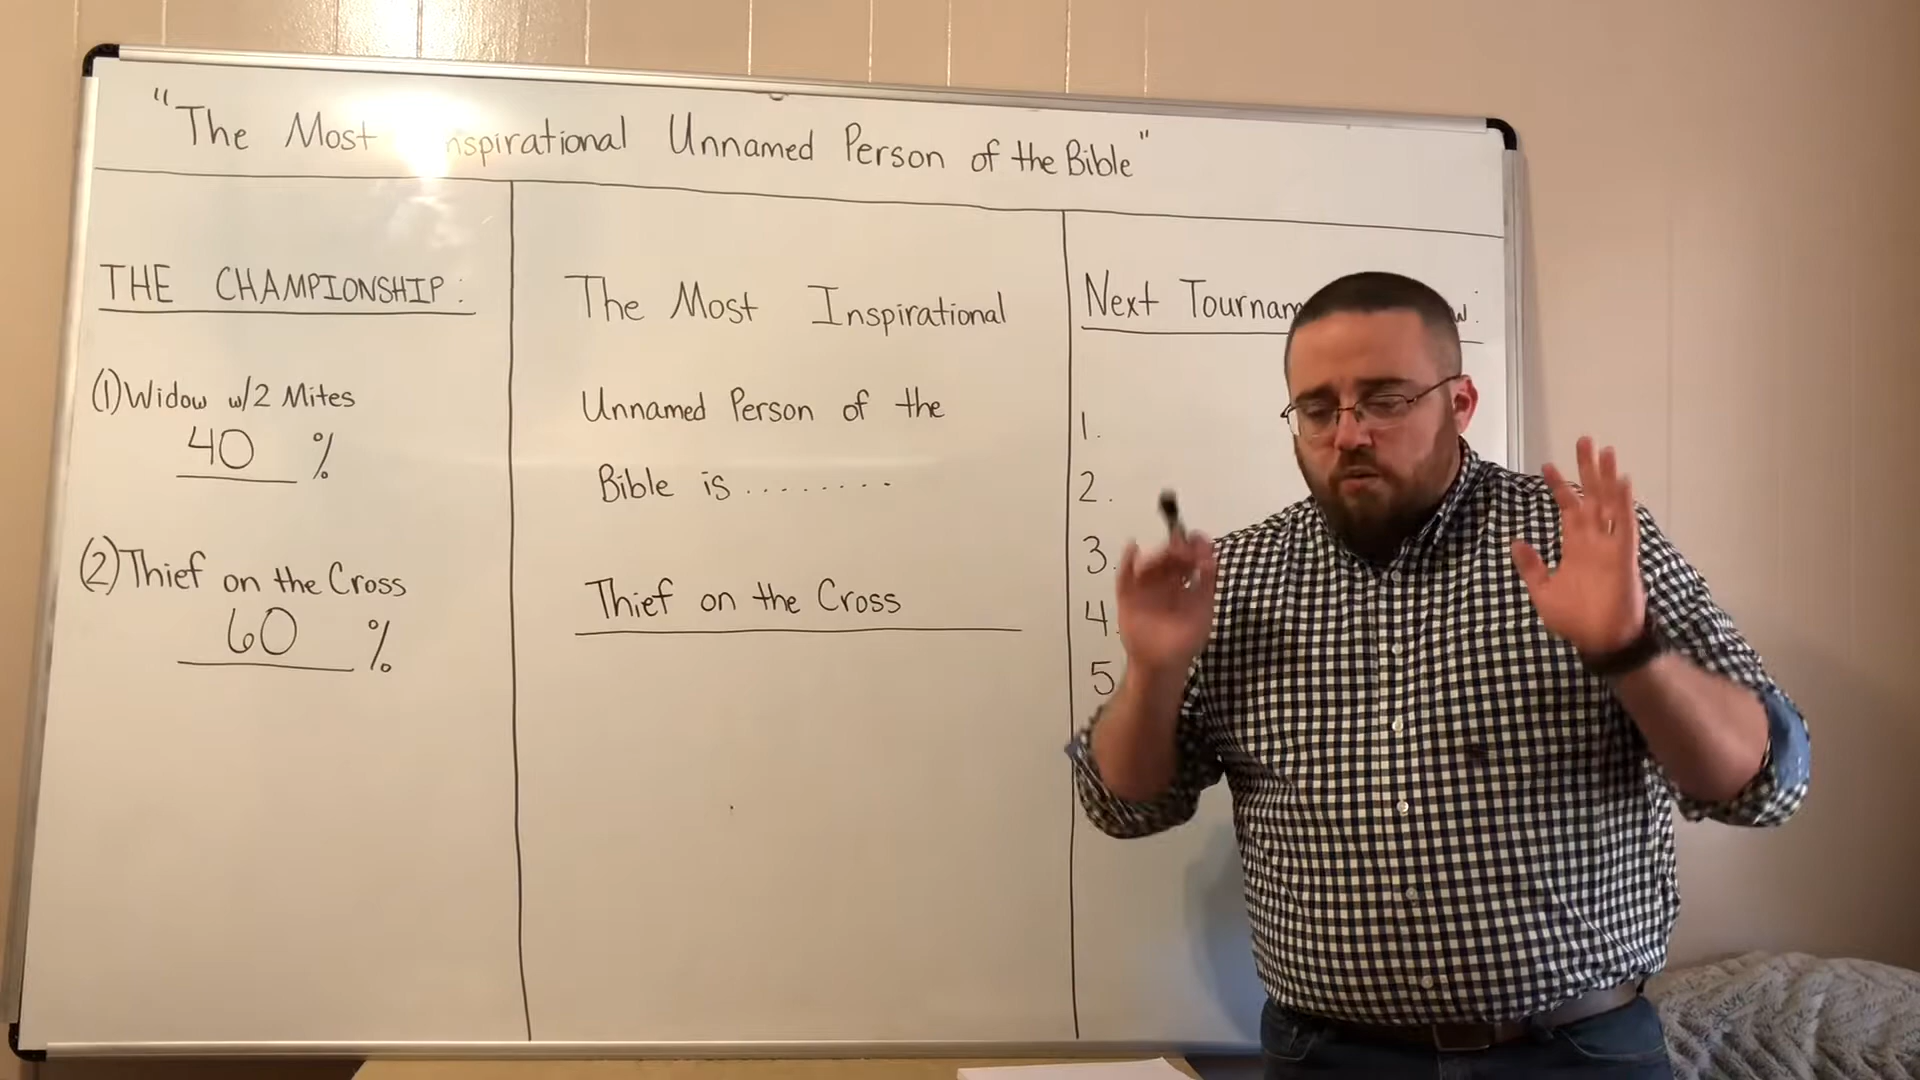 "The Most nspirational Unnamed Person of the Bible"
THE CHAMPIONSHIP:
(1) Widow w/2 Mites
40 %
(2) Thief on the Cross
60 %
The Most Inspirational
Unnamed Person of the
Bible is........
Thief on the Cross
Next
1.
2.
3.
4.
5